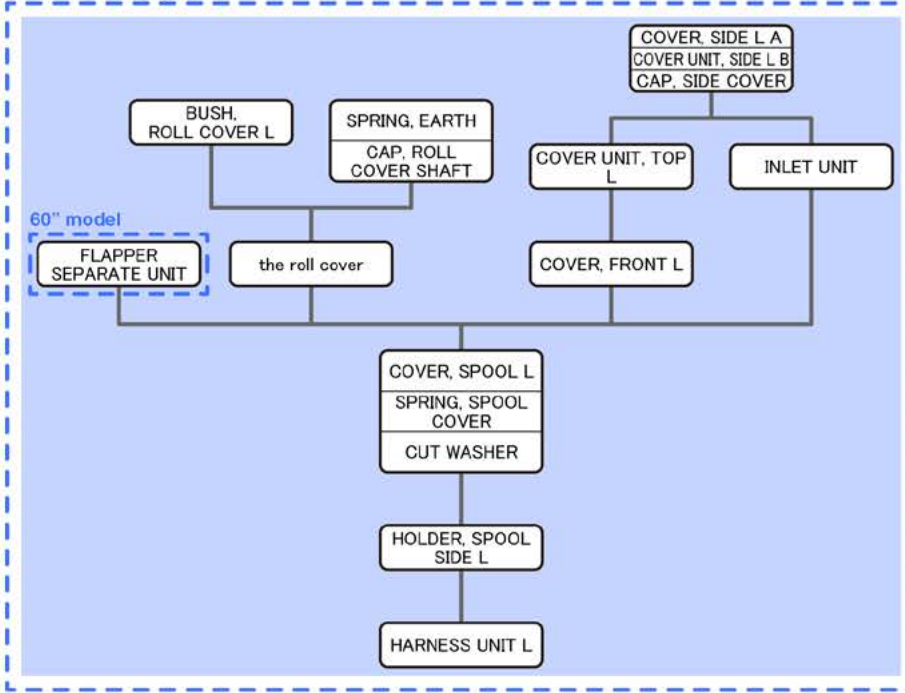 COVER, SIDE L A
COVER UNIT, SIDE L B
CAP, SIDE COVER
BUSH,
ROLL COVER L
SPRING, EARTH
CAP, ROLL
COVER SHAFT
COVER UNIT, TOP
L
INLET UNIT
60" model
FLAPPER
SEPARATE UNIT
the roll cover
COVER, FRONT L
COVER, SPOOL L
SPRING, SPOOL
COVER
CUT WASHER
HOLDER, SPOOL
SIDE L
HARNESS UNIT L